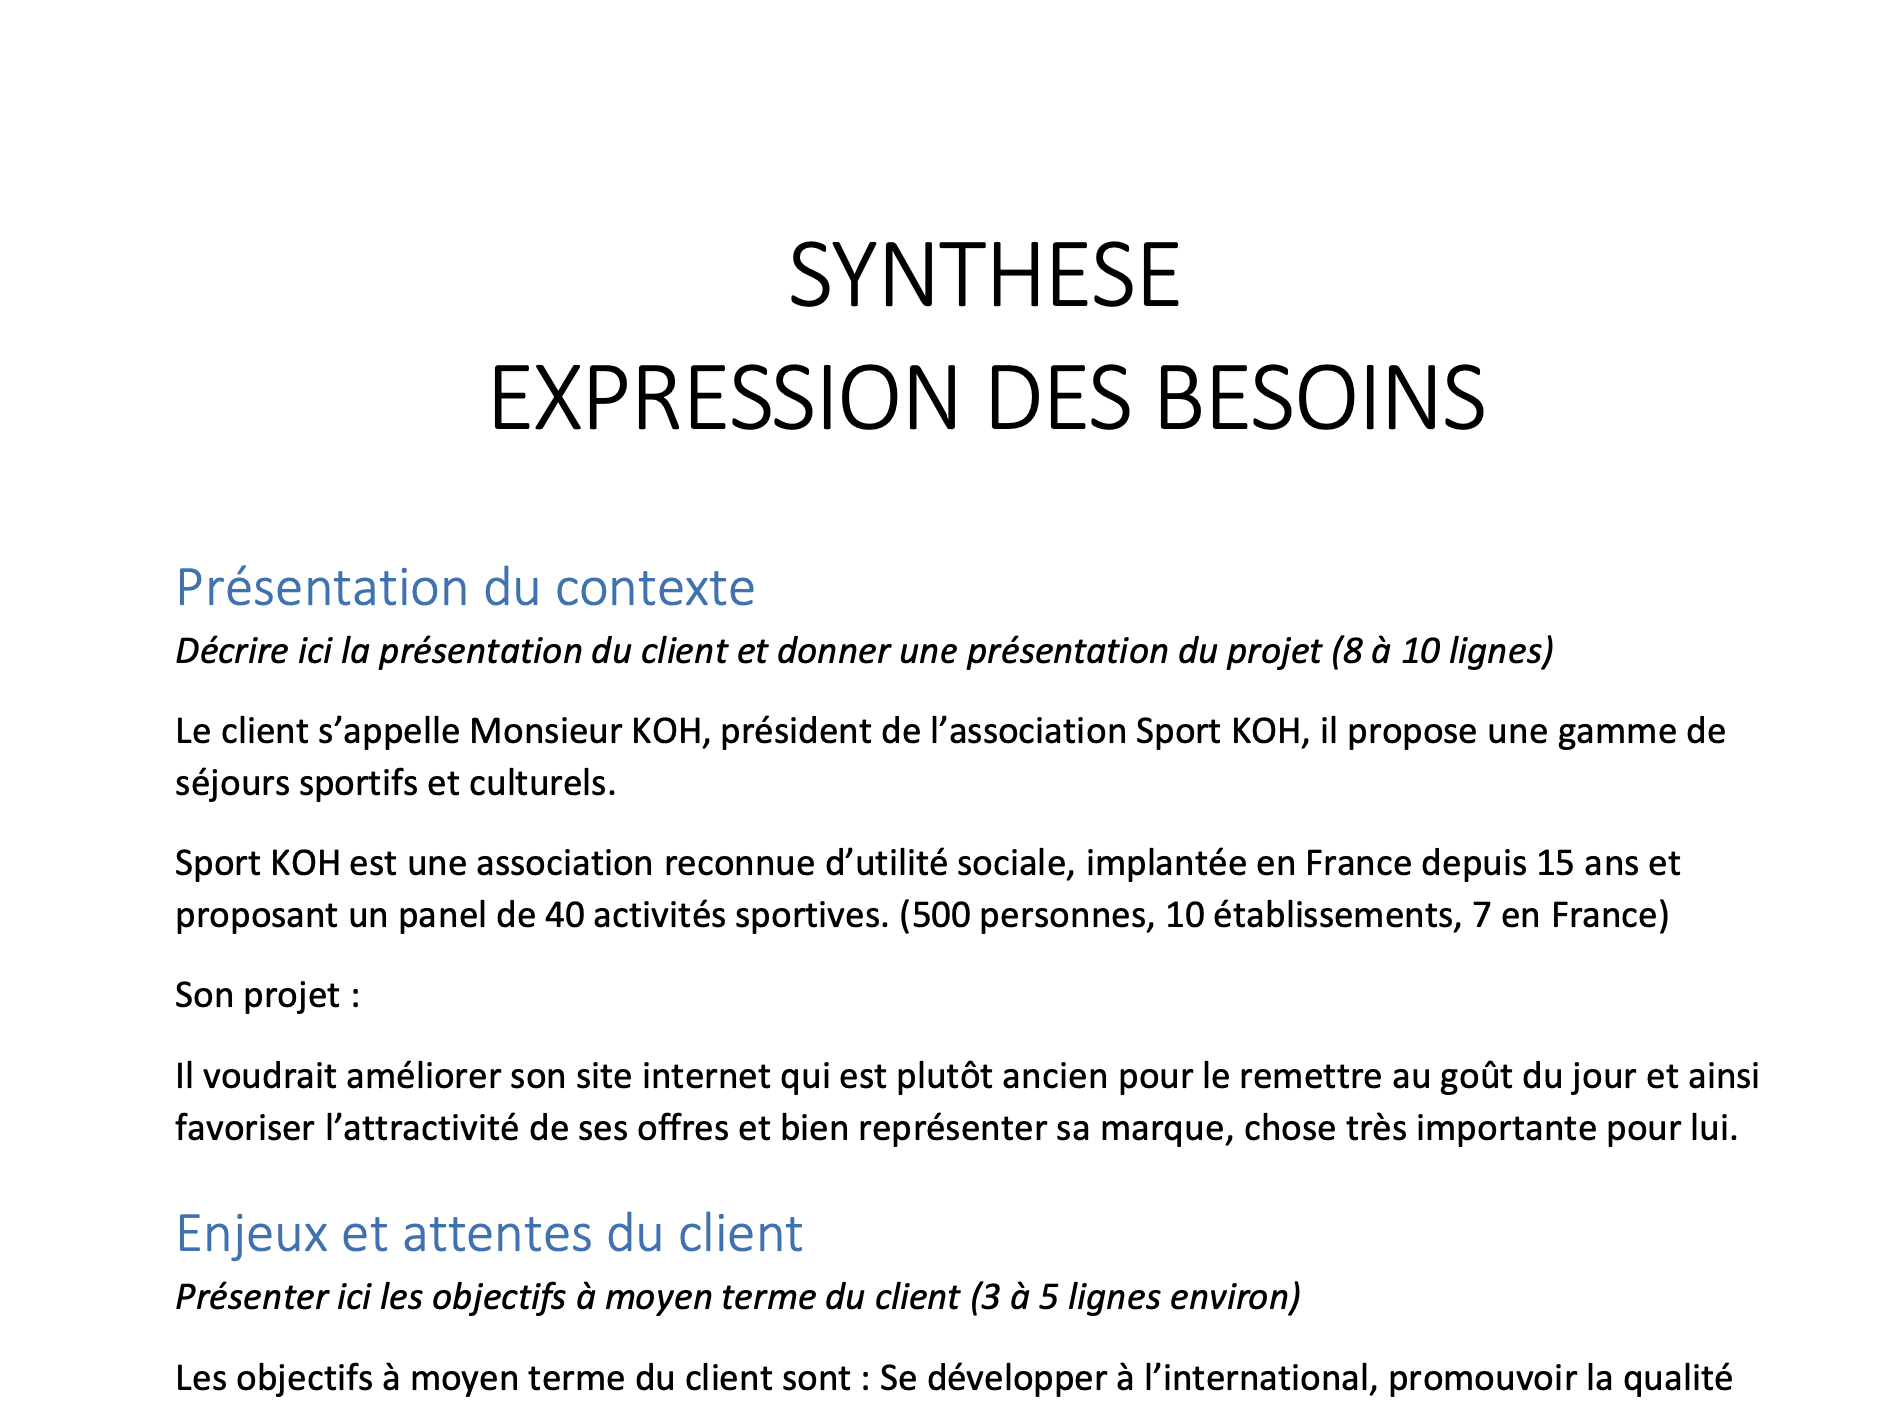 SYNTHESE
EXPRESSION DES BESOINS
Présentation du contexte
Décrire ici la présentation du client et donner une présentation du projet (8 à 10 lignes)
Le client s’appelle Monsieur KOH, président de l’association Sport KOH, il propose une gamme de
séjours sportifs et culturels.
Sport KOH est une association reconnue d’utilité sociale, implantée en France depuis 15 ans et
proposant un panel de 40 activités sportives. (500 personnes, 10 établissements, 7 en France)
Son projet :
Il voudrait améliorer son site internet qui est plutôt ancien pour le remettre au goût du jour et ainsi
favoriser l’attractivité de ses offres et bien représenter sa marque, chose très importante pour lui.
Enjeux et attentes du client
Présenter ici les objectifs à moyen terme du client (3 à 5 lignes environ)
Les objectifs à moyen terme du client sont : Se développer à l’international, promouvoir la qualité